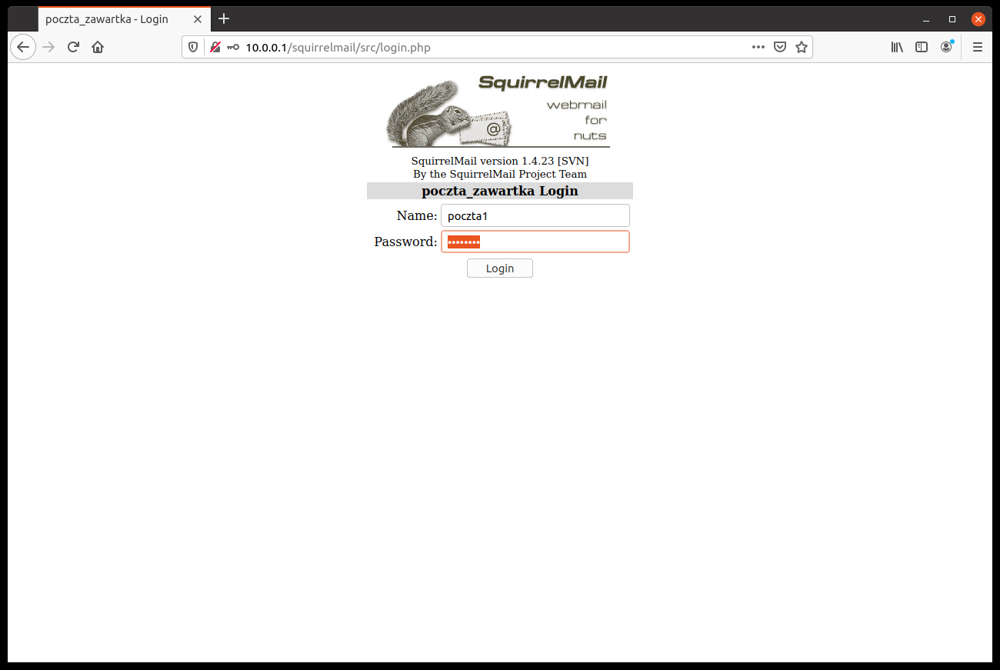 poczta_zawartka - Login
10.0.0.1/squirrelmail/src/login.php
SquirrelMail
webmail
for
nuts
@
SquirrelMail version 1.4.23 [SVN]
By the SquirrelMail Project Team
poczta_zawartka Login
Name: poczta1
Password: ••••••••
Login